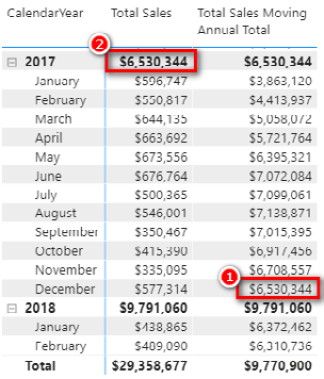 CalendarYear Total Sales Total Sales Moving
Annual Total
2
2017 $6,530,344 $6,530,344
January $596,747 $3,863,120
February $550,817 $4,413,937
March $644,135 $5,058,072
April $663,692 $5,721,764
May $673,556 $6,395,321
June $676,764 $7,072,084
July $500,365 $7,099,061
August $546,001 $7,138,871
September $350,467 $7,015,395
October $415,390 $6,917,456
November $335,095 $6,708,557
1
December $577,314 $6,530,344
2018 $9,791,060 $9,791,060
January $438,865 $6,372,462
February $489,090 $6,310,736
Total $29,358,677 $9,770,900